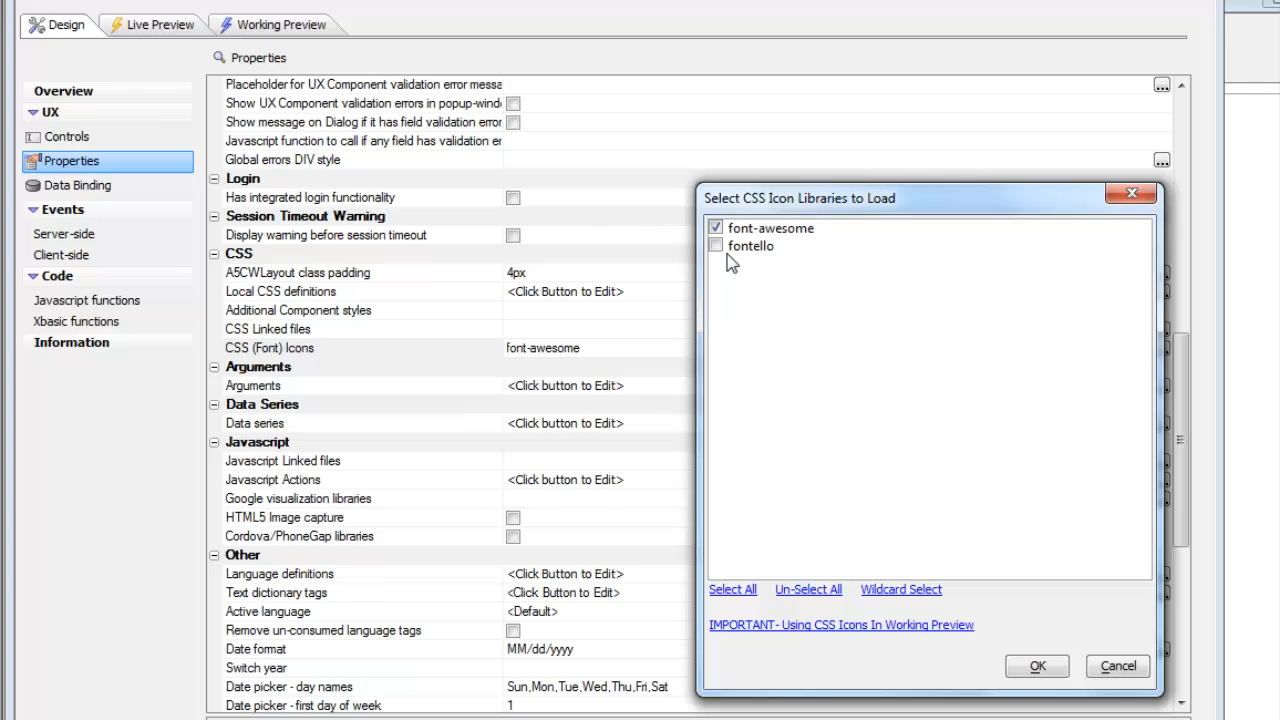 Design
Live Preview
Working Preview
Properties
Overview
UX
Controls
Properties
Data Binding
Events
Server-side
Client-side
Code
Javascript functions
Xbasic functions
Information
Placeholder for UX Component validation error messa
Show UX Component validation errors in popup-windo
Show message on Dialog if it has field validation error
Javascript function to call if any field has validation er
Global errors DIV style
Login
Has integrated login functionality
Session Timeout Warning
Display warning before session timeout
CSS
A5CWLayout class padding 4px
Local CSS definitions <Click Button to Edit>
Additional Component styles
CSS Linked files
CSS (Font) Icons font-awesome
Arguments
Arguments <Click button to Edit>
Data Series
Data series <Click button to Edit>
Javascript
Javascript Linked files
Javascript Actions <Click button to Edit>
Google visualization libraries
HTML5 Image capture
Cordova/PhoneGap libraries
Other
Language definitions <Click Button to Edit>
Text dictionary tags <Click Button to Edit>
Active language <Default>
Remove un-consumed language tags
Date format MM/dd/yyyy
Switch year
Date picker - day names Sun,Mon,Tue,Wed,Thu,Fri,Sat
Date picker - first day of week 1
Select CSS Icon Libraries to Load
font-awesome
fontello
Select All Un-Select All Wildcard Select
IMPORTANT- Using CSS Icons In Working Preview
OK Cancel